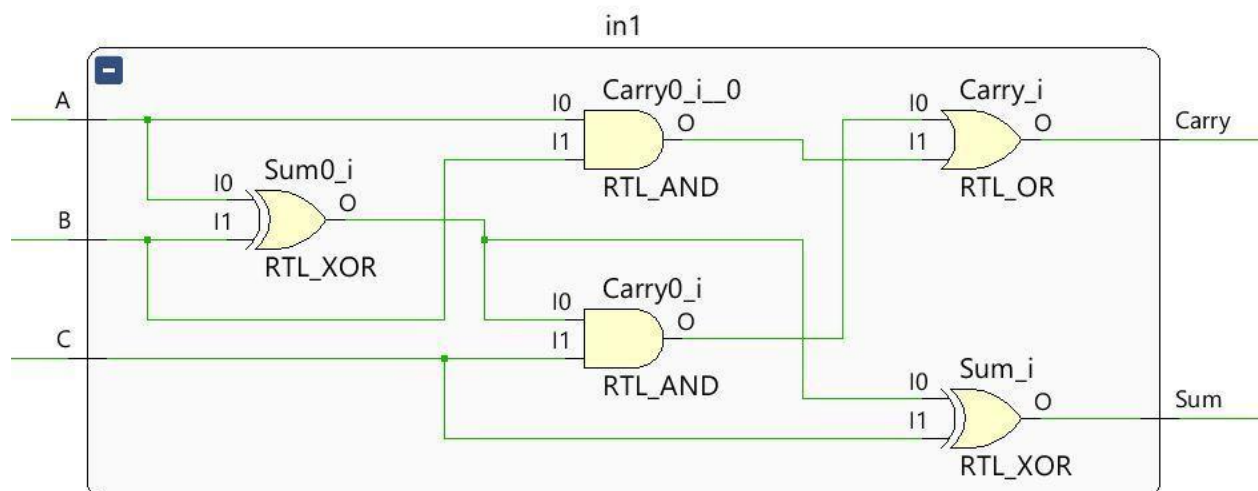 in1
A
I0
I1
Carry0_i__0
O
RTL_AND
I0
I1
Carry_i
O
RTL_OR
Carry
B
I0
I1
Sum0_i
O
RTL_XOR
C
I0
I1
Carry0_i
O
RTL_AND
I0
I1
Sum_i
O
RTL_XOR
Sum